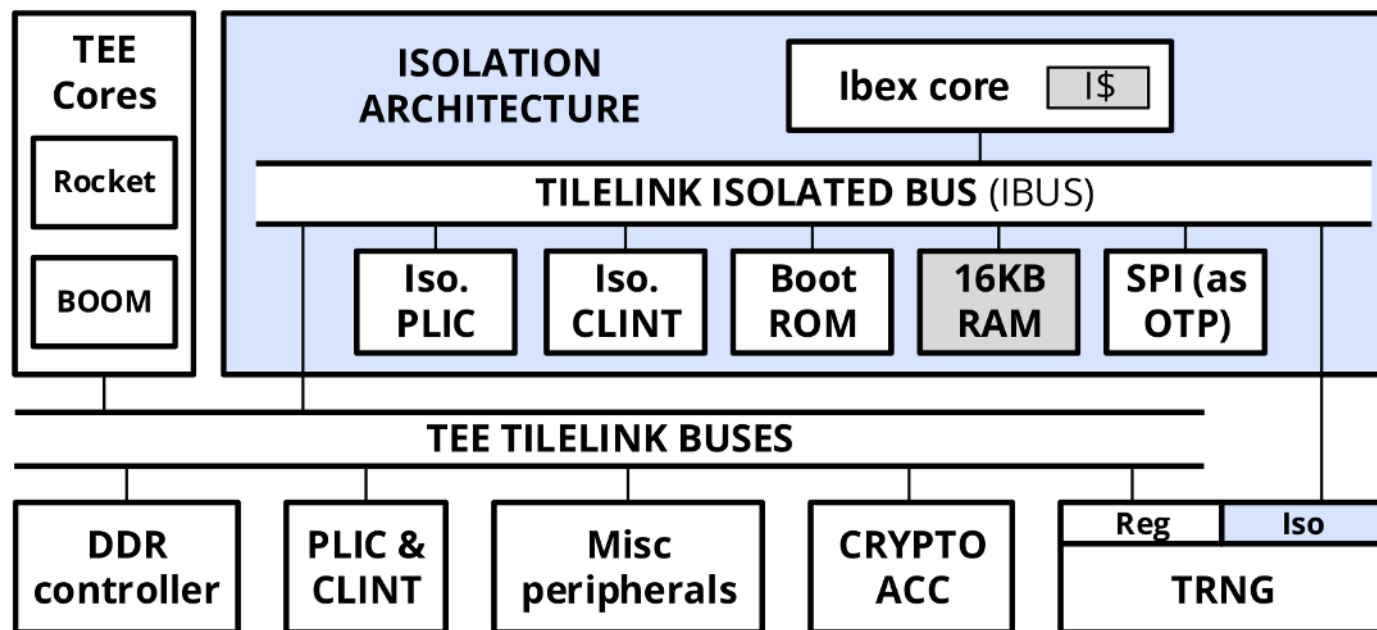 TEE
Cores
Rocket
BOOM
ISOLATION
ARCHITECTURE
Ibex core
I$
TILELINK ISOLATED BUS (IBUS)
Iso.
PLIC
Iso.
CLINT
Boot
ROM
16KB
RAM
SPI (as
OTP)
TEE TILELINK BUSES
DDR
controller
PLIC &
CLINT
Misc
peripherals
CRYPTO
ACC
Reg
Iso
TRNG